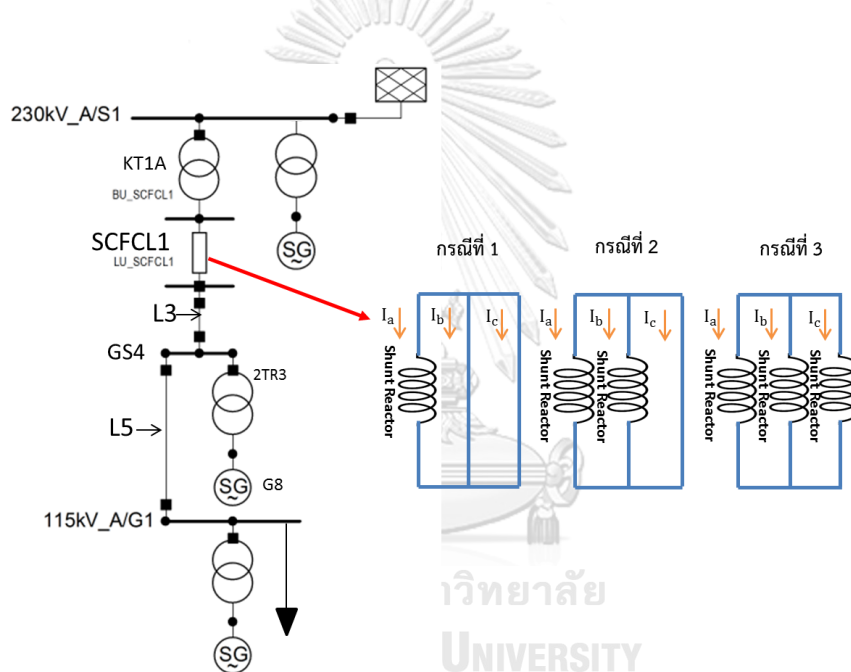 230kV_A/S1
KT1A
BU_SCFCL1
SCFCL1
LU_SCFCL1
SG
~
L3
GS4
2TR3
L5
SG
~
G8
115kV_A/G1
SG
~
กรณีที่ 1
กรณีที่ 2
กรณีที่ 3
Ia
Ib
Ic
Ia
Ib
Ic
Ia
Ib
Ic
Shunt Reactor
Shunt Reactor
Shunt Reactor
Shunt Reactor
Shunt Reactor
Shunt Reactor
าวิทยาลัย
UNIVERSITY